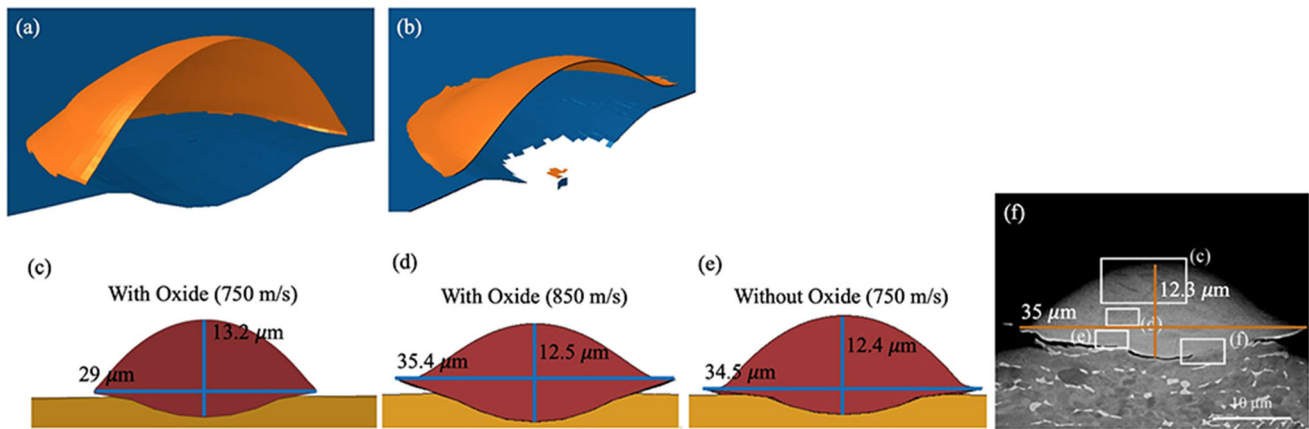 (a)
(b)
(c)
With Oxide (750 m/s)
13.2 μm
29 μm
(d)
With Oxide (850 m/s)
12.5 μm
35.4 μm
(e)
Without Oxide (750 m/s)
12.4 μm
34.5 μm
(f)
(c)
12.3 μm
35 μm
(d)
(e)
(f)
10 μm